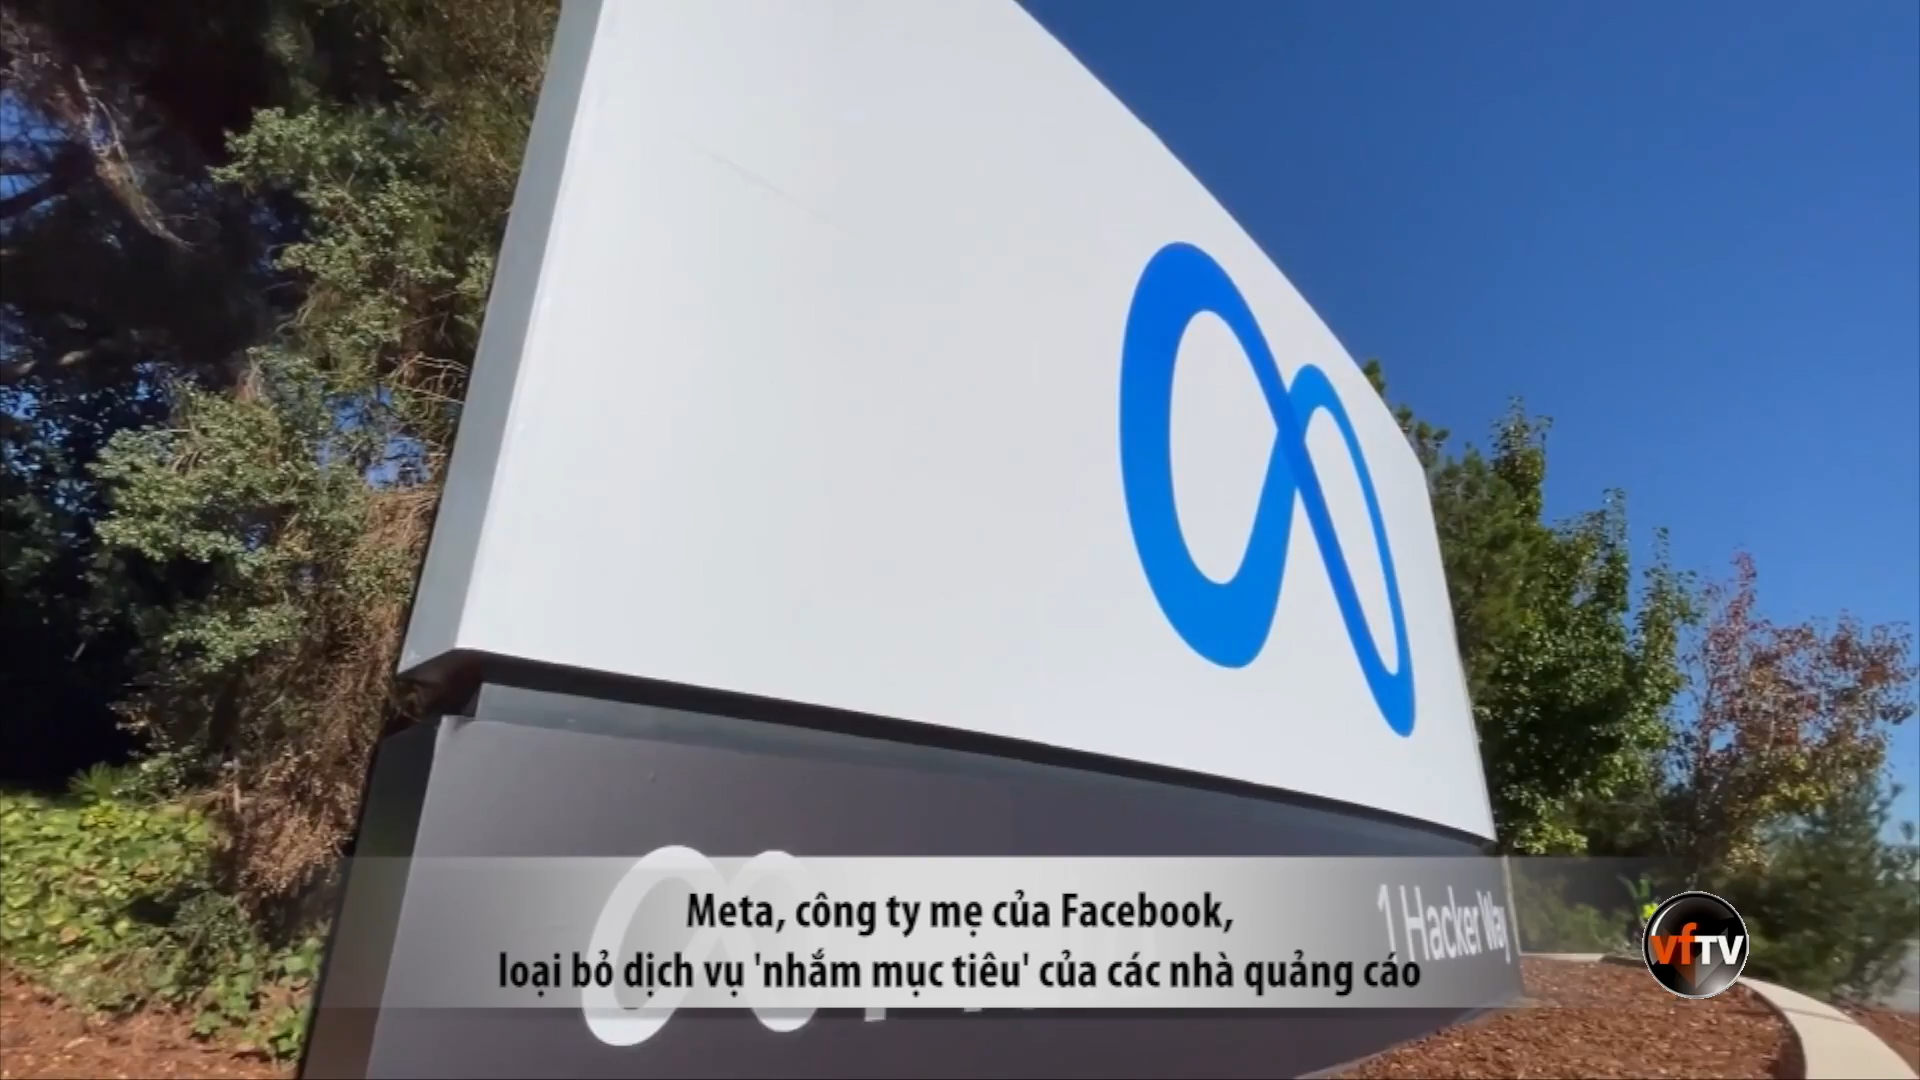 1 Hacker Way
Meta, công ty mẹ của Facebook,
loại bỏ dịch vụ 'nhắm mục tiêu' của các nhà quảng cáo
vfTV